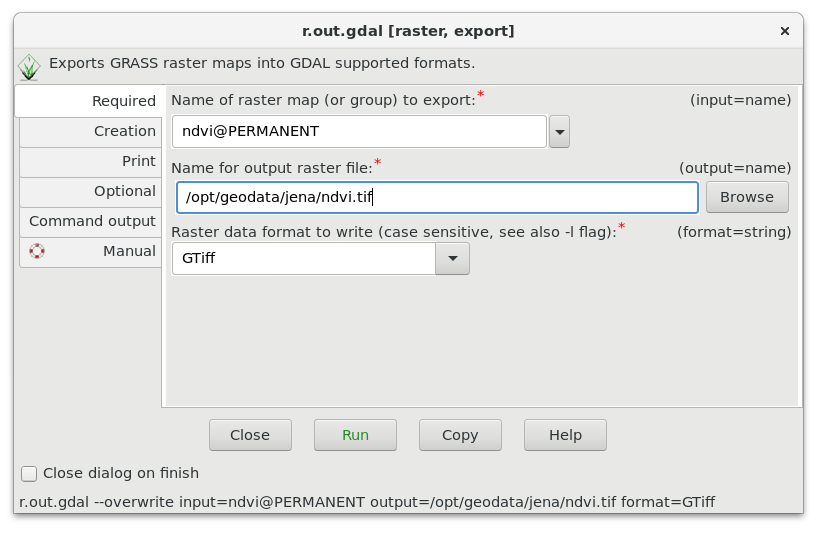 r.out.gdal [raster, export]
×
Exports GRASS raster maps into GDAL supported formats.
Required
Creation
Print
Optional
Command output
Manual
Name of raster map (or group) to export:* (input=name)
ndvi@PERMANENT
Name for output raster file:* (output=name)
/opt/geodata/jena/ndvi.tif Browse
Raster data format to write (case sensitive, see also -l flag):* (format=string)
GTiff
Close Run Copy Help
Close dialog on finish
r.out.gdal --overwrite input=ndvi@PERMANENT output=/opt/geodata/jena/ndvi.tif format=GTiff